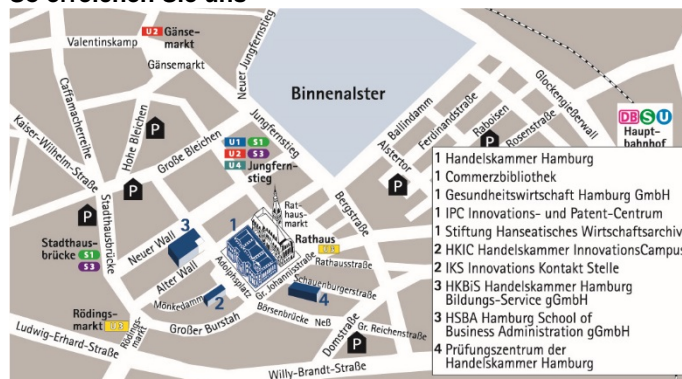 So erreichen Sie uns
U2 Gänse-
markt
Valentinskamp
Gänsemarkt
Neuer Jungfernstieg
Caffamacherreihe
Kaiser-Wilhelm-Straße
Hohe Bleichen
Große Bleichen
P
P
P
Jungfernstieg
Binnenalster
U1 S1
U2 S3
U4 Jungfern-
stieg
Ballindamm
Ferdinandstraße
Raboisen
Rosenstraße
Glockengießerwall
Alstertor
P
P
DB S U
Haupt-
bahnhof
Bergstraße
Stadthausbrücke
Stadthaus-
brücke S1
S3
Neuer Wall
Alter Wall
3
1
Rat-
haus-
markt
Rathaus
U3
Rathausstraße
Adolphsplatz
Gr. Johannisstraße
Schauenburgerstraße
4
Mönkedamm
2
Börsenbrücke
Neß
Großer Burstah
Gr. Reichenstraße
Domstraße
P
Rödings-
markt U3
Rödings-
markt
Ludwig-Erhard-Straße
Willy-Brandt-Straße
1 Handelskammer Hamburg
1 Commerzbibliothek
1 Gesundheitswirtschaft Hamburg GmbH
1 IPC Innovations- und Patent-Centrum
1 Stiftung Hanseatisches Wirtschaftsarchiv
2 HKIC Handelskammer InnovationsCampus
2 IKS Innovations Kontakt Stelle
3 HKBiS Handelskammer Hamburg
Bildungs-Service gGmbH
3 HSBA Hamburg School of
Business Administration gGmbH
4 Prüfungszentrum der
Handelskammer Hamburg